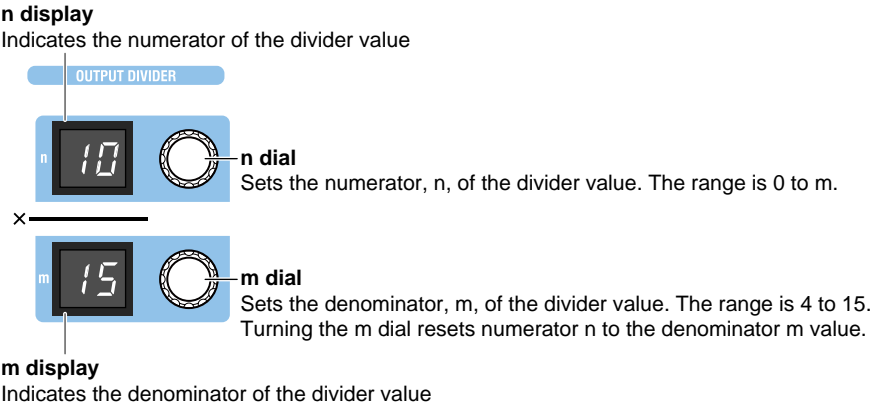 n display
Indicates the numerator of the divider value
OUTPUT DIVIDER
n
10
n dial
Sets the numerator, n, of the divider value. The range is 0 to m.
×
m
15
m dial
Sets the denominator, m, of the divider value. The range is 4 to 15.
Turning the m dial resets numerator n to the denominator m value.
m display
Indicates the denominator of the divider value